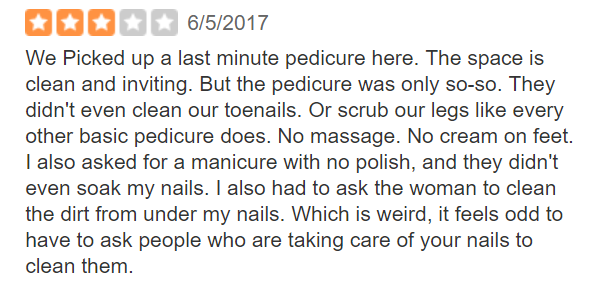 6/5/2017
We Picked up a last minute pedicure here. The space is
clean and inviting. But the pedicure was only so-so. They
didn't even clean our toenails. Or scrub our legs like every
other basic pedicure does. No massage. No cream on feet.
I also asked for a manicure with no polish, and they didn't
even soak my nails. I also had to ask the woman to clean
the dirt from under my nails. Which is weird, it feels odd to
have to ask people who are taking care of your nails to
clean them.